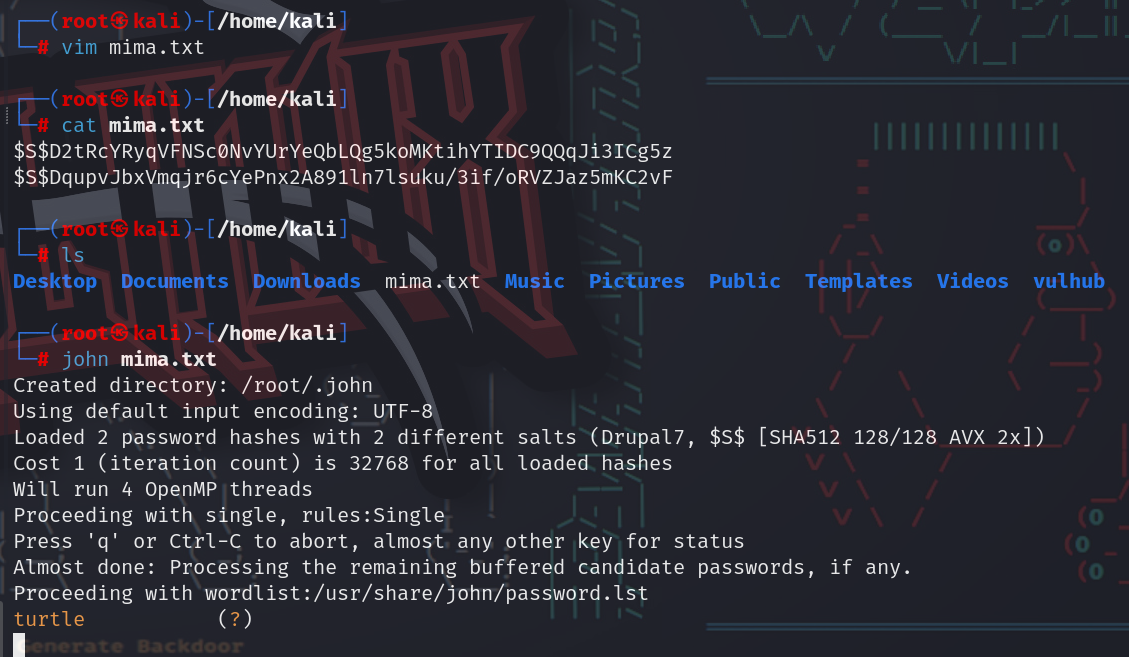 ┌──(root㉿kali)-[/home/kali]
└─# vim mima.txt
┌──(root㉿kali)-[/home/kali]
└─# cat mima.txt
$S$D2tRcYRyqVFNSc0NvYUrYeQbLQg5koMKtihYTIDC9QQqJi3ICg5z
$S$DqupvJbxVmqjr6cYePnx2A891ln7lsuku/3if/oRVZJaz5mKC2vF
┌──(root㉿kali)-[/home/kali]
└─# ls
Desktop Documents Downloads mima.txt Music Pictures Public Templates Videos vulhub
┌──(root㉿kali)-[/home/kali]
└─# john mima.txt
Created directory: /root/.john
Using default input encoding: UTF-8
Loaded 2 password hashes with 2 different salts (Drupal7, $S$ [SHA512 128/128 AVX 2x])
Cost 1 (iteration count) is 32768 for all loaded hashes
Will run 4 OpenMP threads
Proceeding with single, rules:Single
Press 'q' or Ctrl-C to abort, almost any other key for status
Almost done: Processing the remaining buffered candidate passwords, if any.
Proceeding with wordlist:/usr/share/john/password.lst
turtle (?)
Generate Backdoor